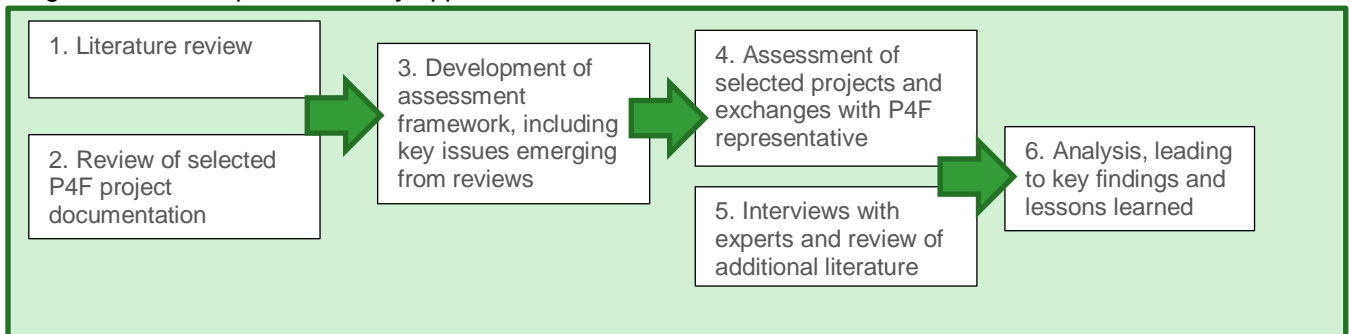 1. Literature review
2. Review of selected
P4F project
documentation
3. Development of
assessment
framework, including
key issues emerging
from reviews
4. Assessment of
selected projects and
exchanges with P4F
representative
5. Interviews with
experts and review of
additional literature
6. Analysis, leading
to key findings and
lessons learned